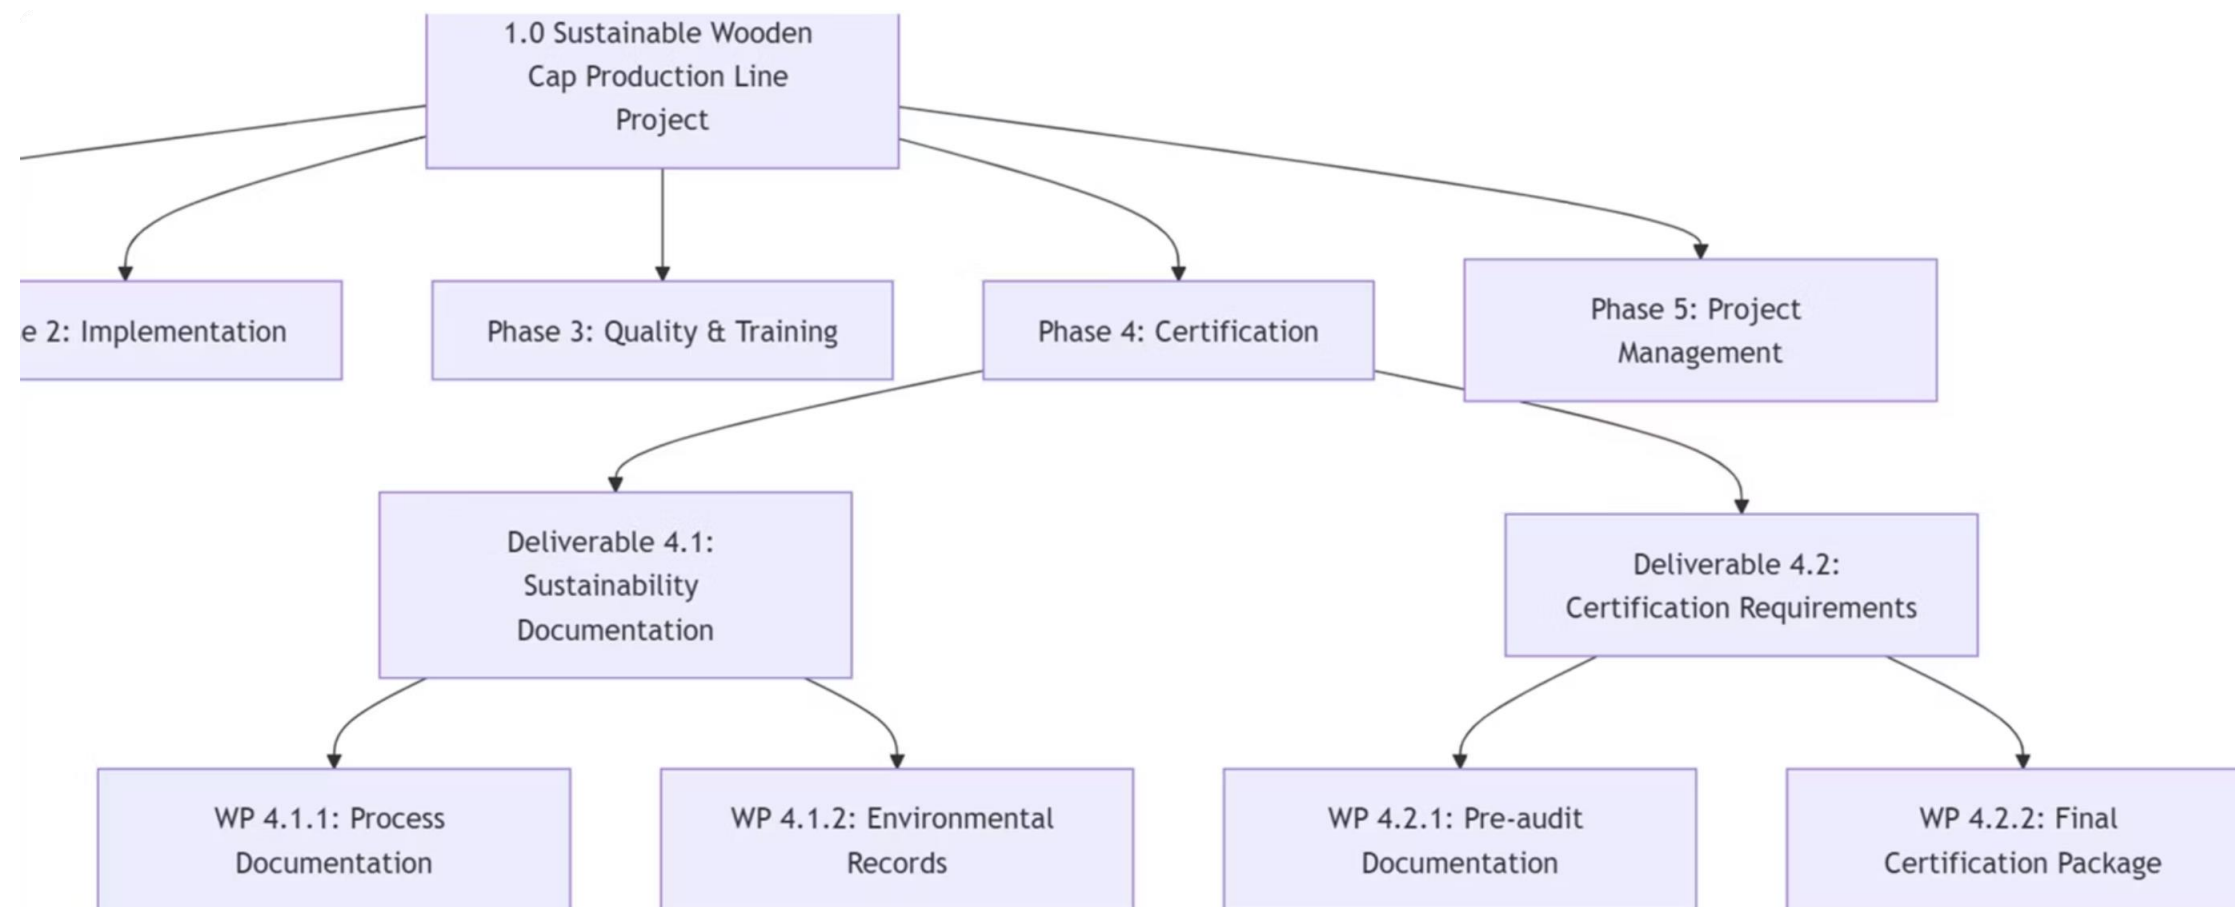 1.0 Sustainable Wooden
Cap Production Line
Project
e 2: Implementation
Phase 3: Quality & Training
Phase 4: Certification
Phase 5: Project
Management
Deliverable 4.1:
Sustainability
Documentation
Deliverable 4.2:
Certification Requirements
WP 4.1.1: Process
Documentation
WP 4.1.2: Environmental
Records
WP 4.2.1: Pre-audit
Documentation
WP 4.2.2: Final
Certification Package